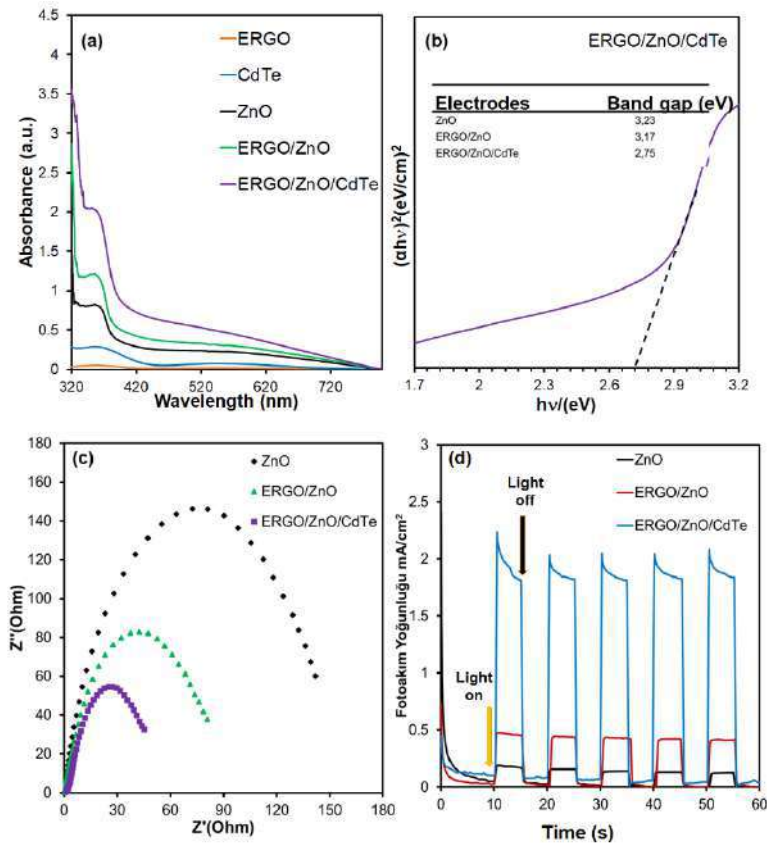 (a)
ERGO
CdTe
ZnO
ERGO/ZnO
ERGO/ZnO/CdTe
Absorbance (a.u.)
4.5
4
3.5
3
2.5
2
1.5
1
0.5
0
320 420 520 620 720
Wavelength (nm)
(b)
ERGO/ZnO/CdTe
Electrodes Band gap (eV)
ZnO 3,23
ERGO/ZnO 3,17
ERGO/ZnO/CdTe 2,75
(αhν)²(eV/cm)²
1.7 2 2.3 2.6 2.9 3.2
hν/(eV)
(c)
ZnO
ERGO/ZnO
ERGO/ZnO/CdTe
Z''(Ohm)
180
160
140
120
100
80
60
40
20
0
0 30 60 90 120 150 180
Z'(Ohm)
(d)
ZnO
ERGO/ZnO
ERGO/ZnO/CdTe
Light
off
Light
on
Fotoakım Yoğunluğu mA/cm²
3
2.5
2
1.5
1
0.5
0
0 10 20 30 40 50 60
Time (s)